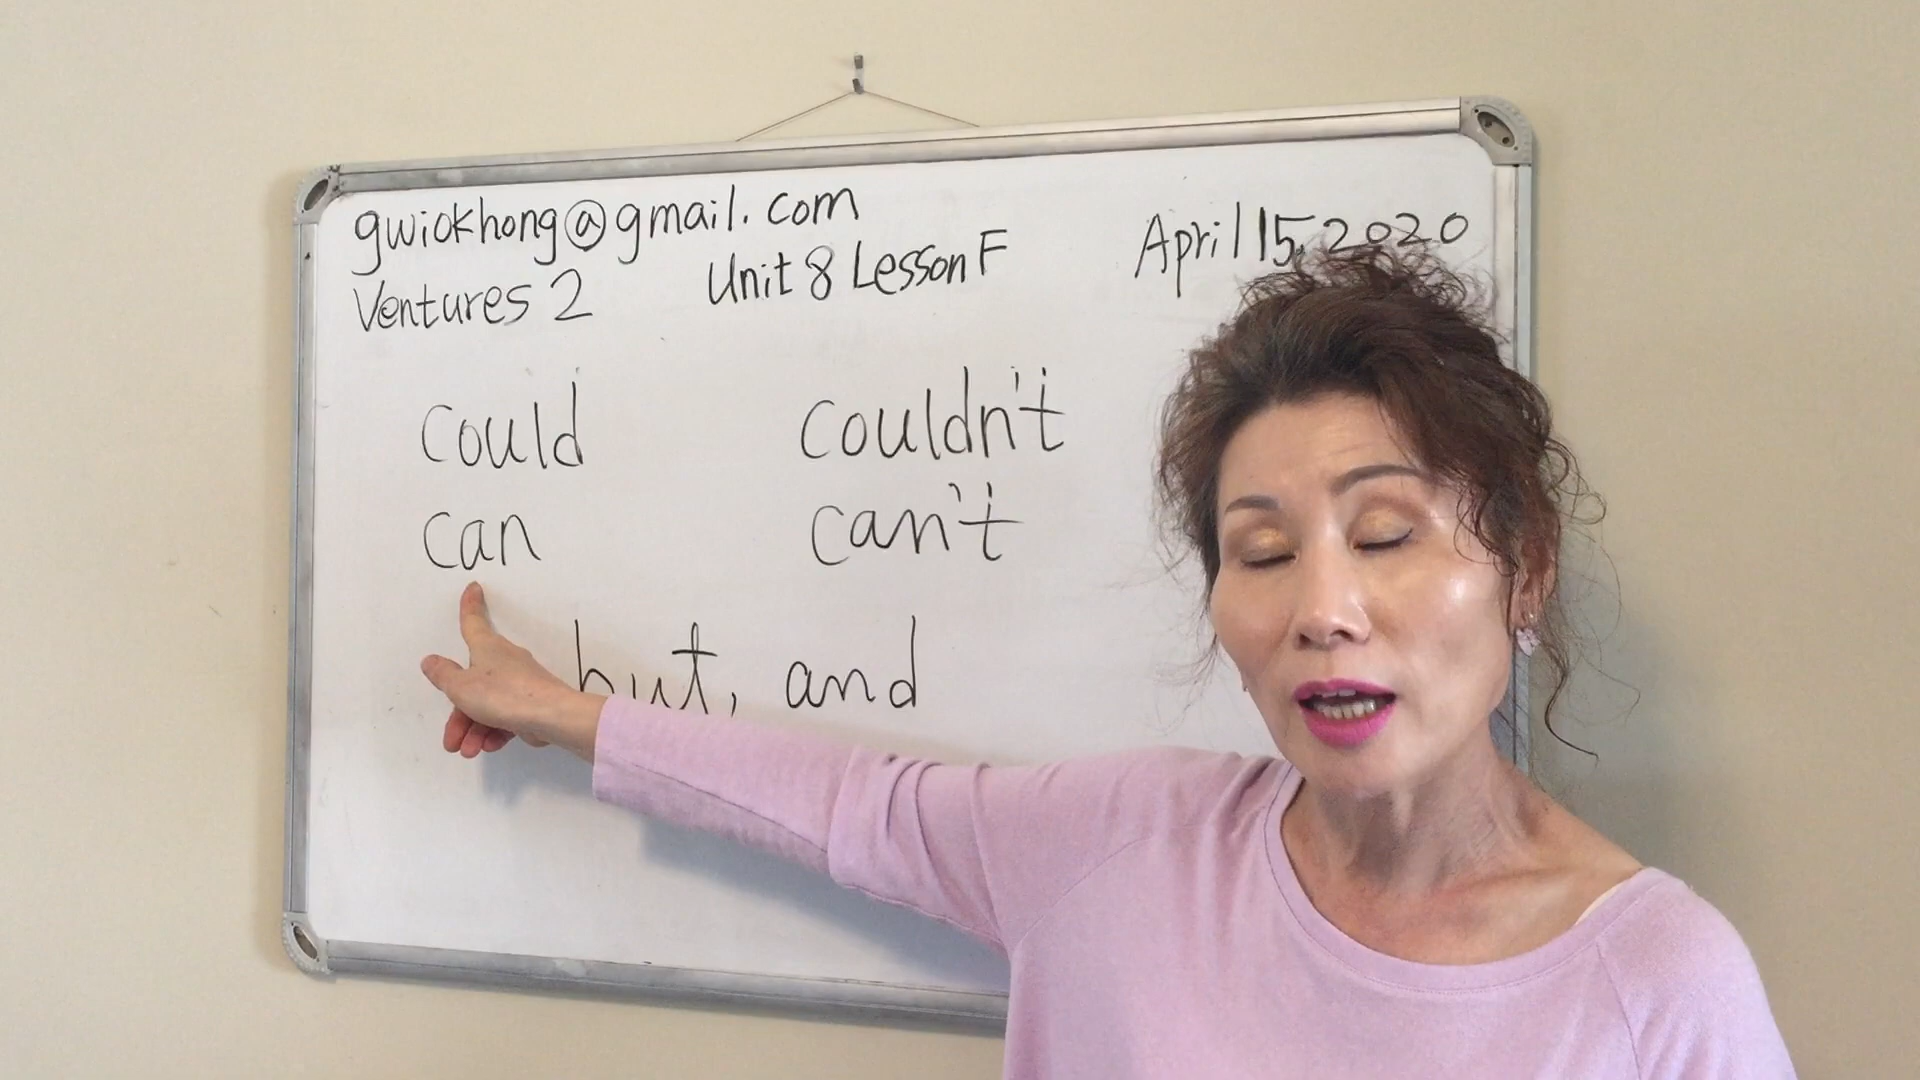 gwiokhong@gmail.com
Ventures 2 Unit 8 Lesson F April 15, 2020
could couldn't
can can't
but, and